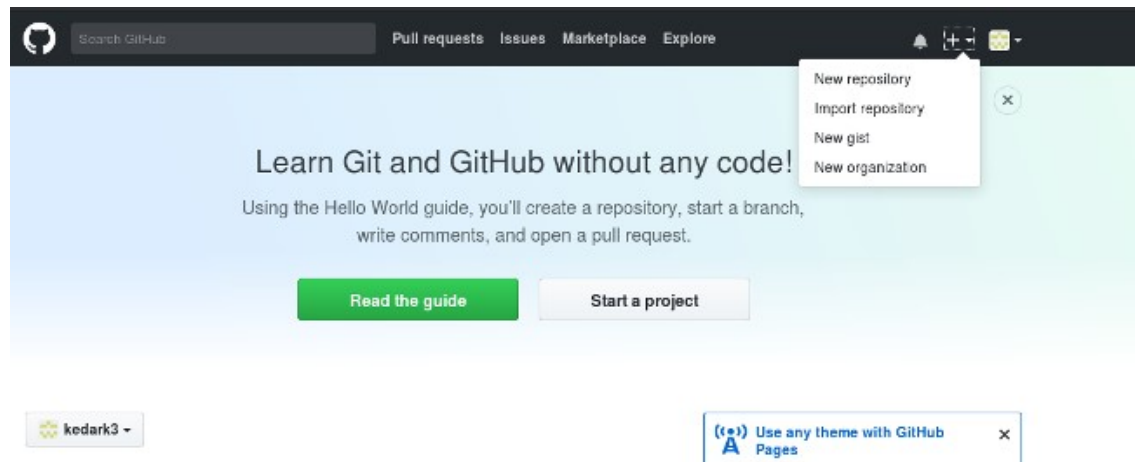 Search GitHub
Pull requests Issues Marketplace Explore
New repository
Import repository
New gist
New organization
Learn Git and GitHub without any code!
Using the Hello World guide, you'll create a repository, start a branch,
write comments, and open a pull request.
Read the guide
Start a project
kedark3
Use any theme with GitHub
Pages